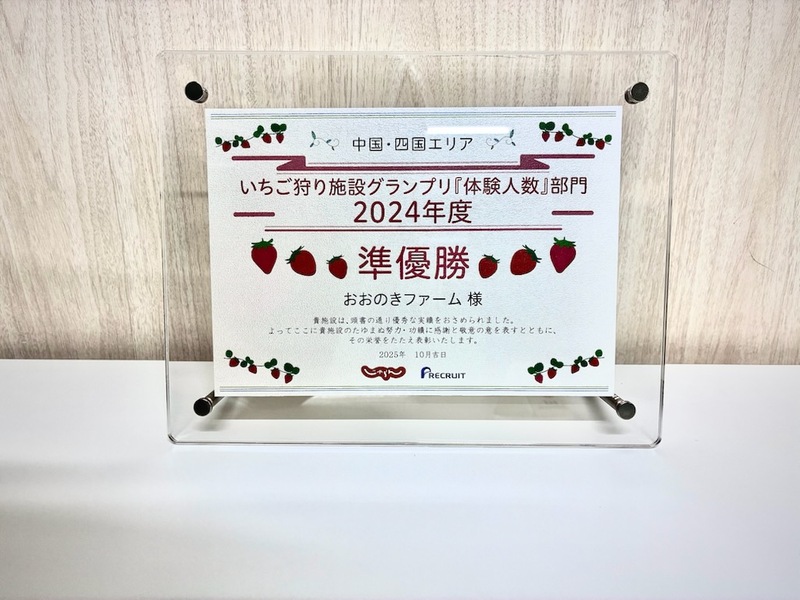 中国・四国エリア
いちご狩り施設グランプリ『体験人数』部門
2024年度
準優勝
おおのきファーム 様
貴施設は、頭書の通り優秀な実績をおさめられました。
よってここに貴施設のたゆまぬ努力・功績に感謝と敬意の意を表すとともに、
その栄誉をたたえ表彰いたします。
2025年 10月吉日
じゃらん
RECRUIT